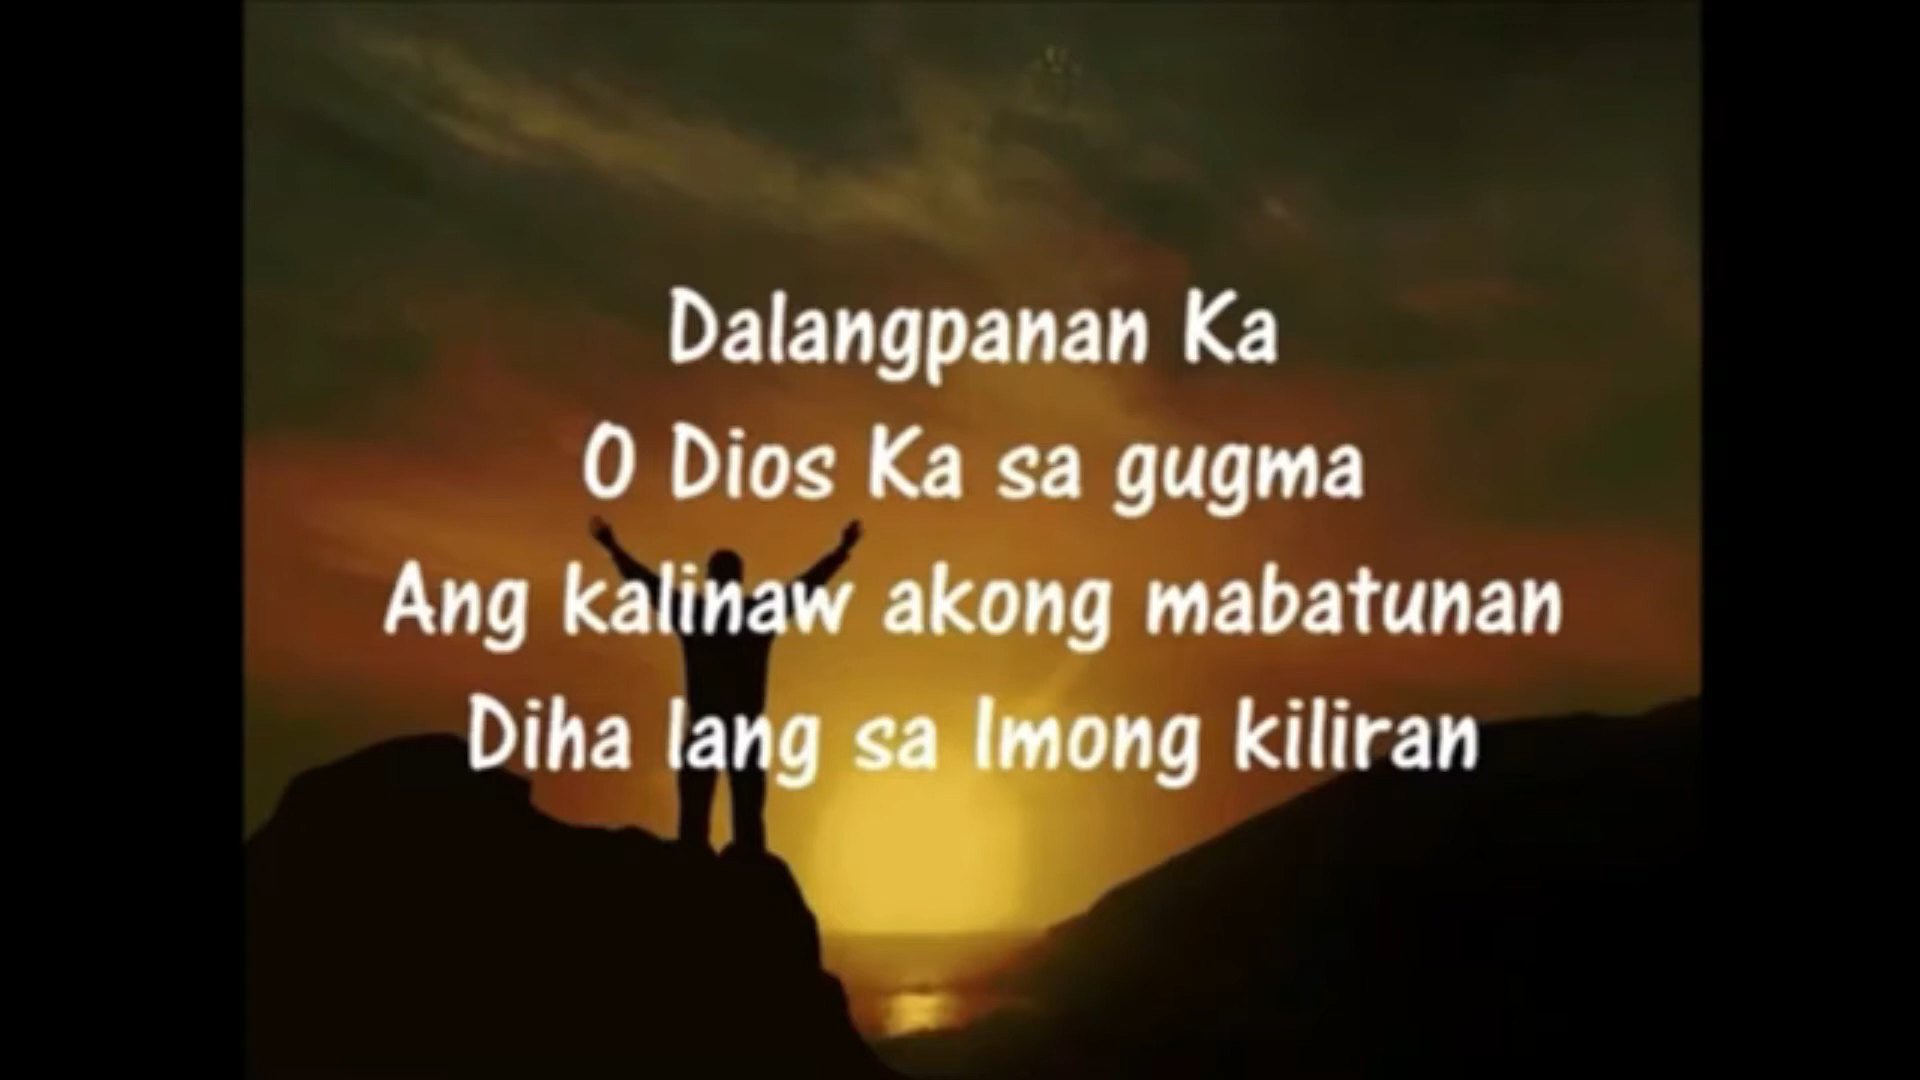 Dalangpanan Ka
O Dios Ka sa gugma
Ang kalinaw akong mabatunan
Diha lang sa Imong kiliran